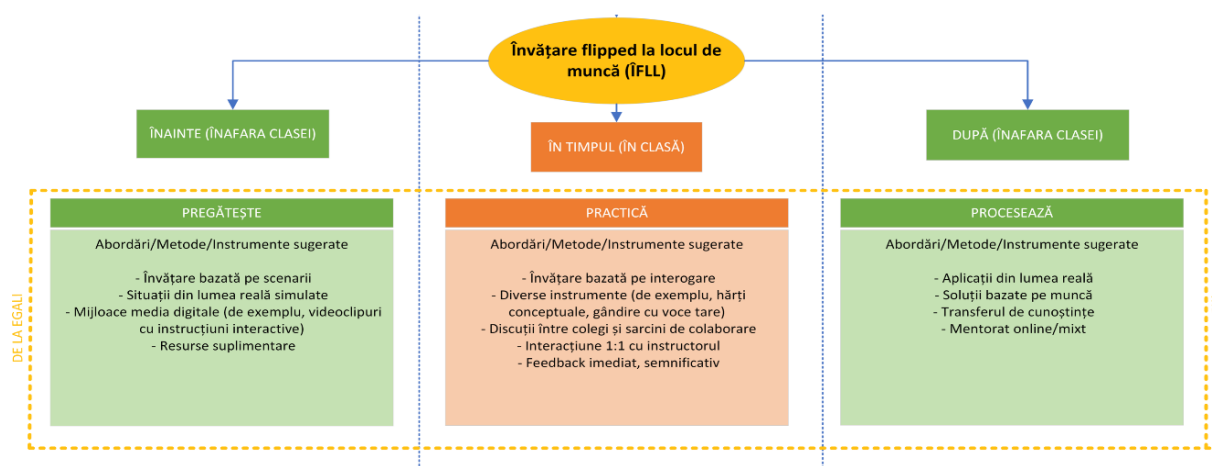 Învățare flipped la locul de
muncă (ÎFLL)
ÎNAINTE (ÎNAFARA CLASEI)
ÎN TIMPUL (ÎN CLASĂ)
DUPĂ (ÎNAFARA CLASEI)
DE LA EGALI
PREGĂTEȘTE
Abordări/Metode/Instrumente sugerate
- Învățare bazată pe scenarii
- Situații din lumea reală simulate
- Mijloace media digitale (de exemplu, videoclipuri
cu instrucțiuni interactive)
- Resurse suplimentare
PRACTICĂ
Abordări/Metode/Instrumente sugerate
- Învățare bazată pe interogare
- Diverse instrumente (de exemplu, hărți
conceptuale, gândire cu voce tare)
- Discuții între colegi și sarcini de colaborare
- Interacțiune 1:1 cu instructorul
- Feedback imediat, semnificativ
PROCESEAZĂ
Abordări/Metode/Instrumente sugerate
- Aplicații din lumea reală
- Soluții bazate pe muncă
- Transferul de cunoștințe
- Mentorat online/mixt